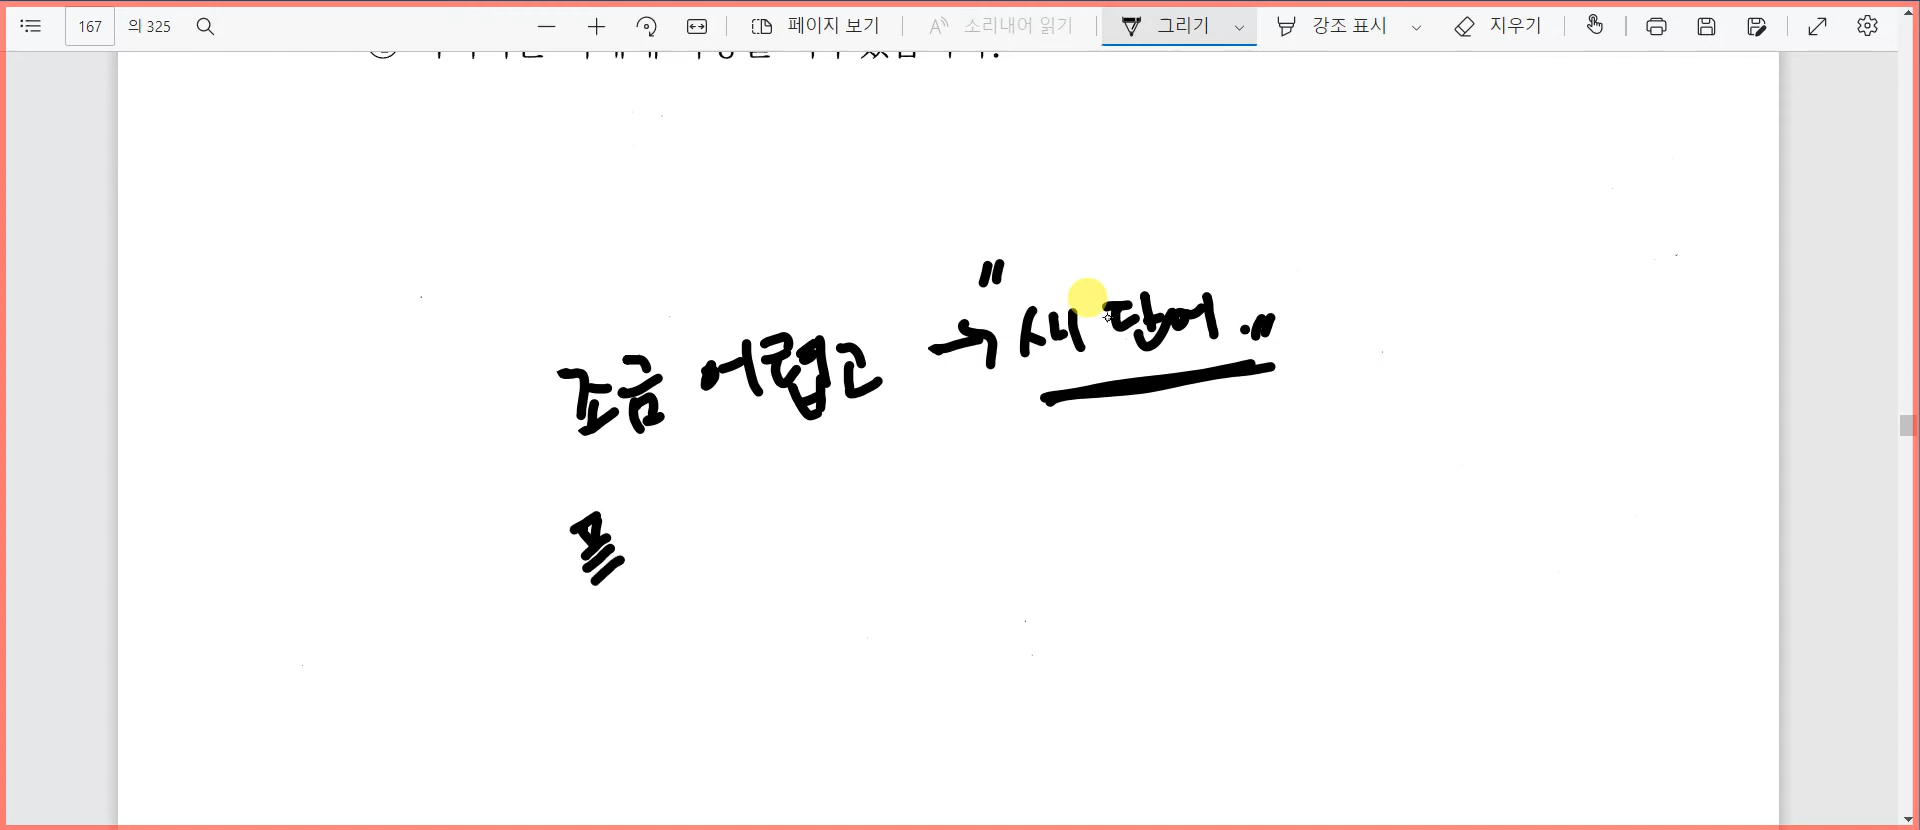 167 의 325 페이지 보기 소리내어 읽기 그리기 강조 표시 지우기
조금 어렵고 → "새 단어."